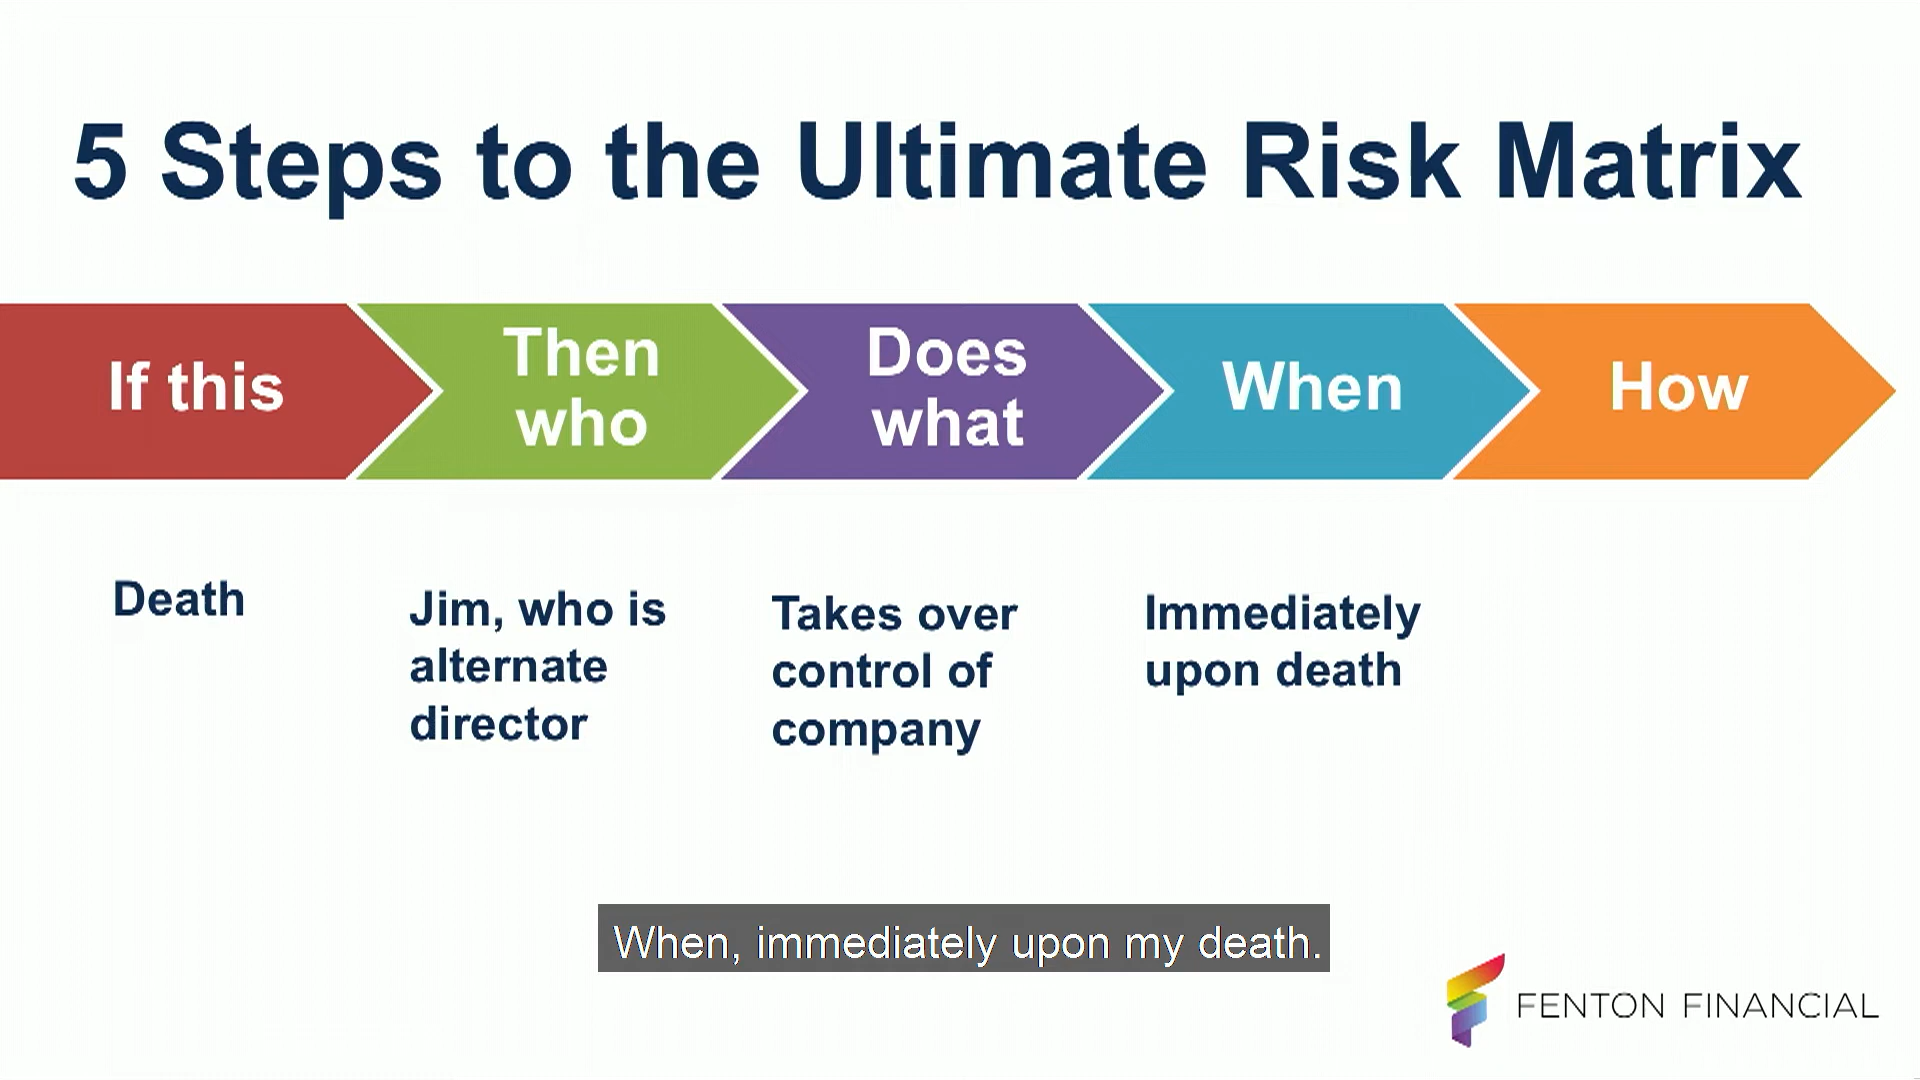 5 Steps to the Ultimate Risk Matrix
If this
Then
who
Does
what
When
How
Death
Jim, who is
alternate
director
Takes over
control of
company
Immediately
upon death
When, immediately upon my death.
FENTON FINANCIAL